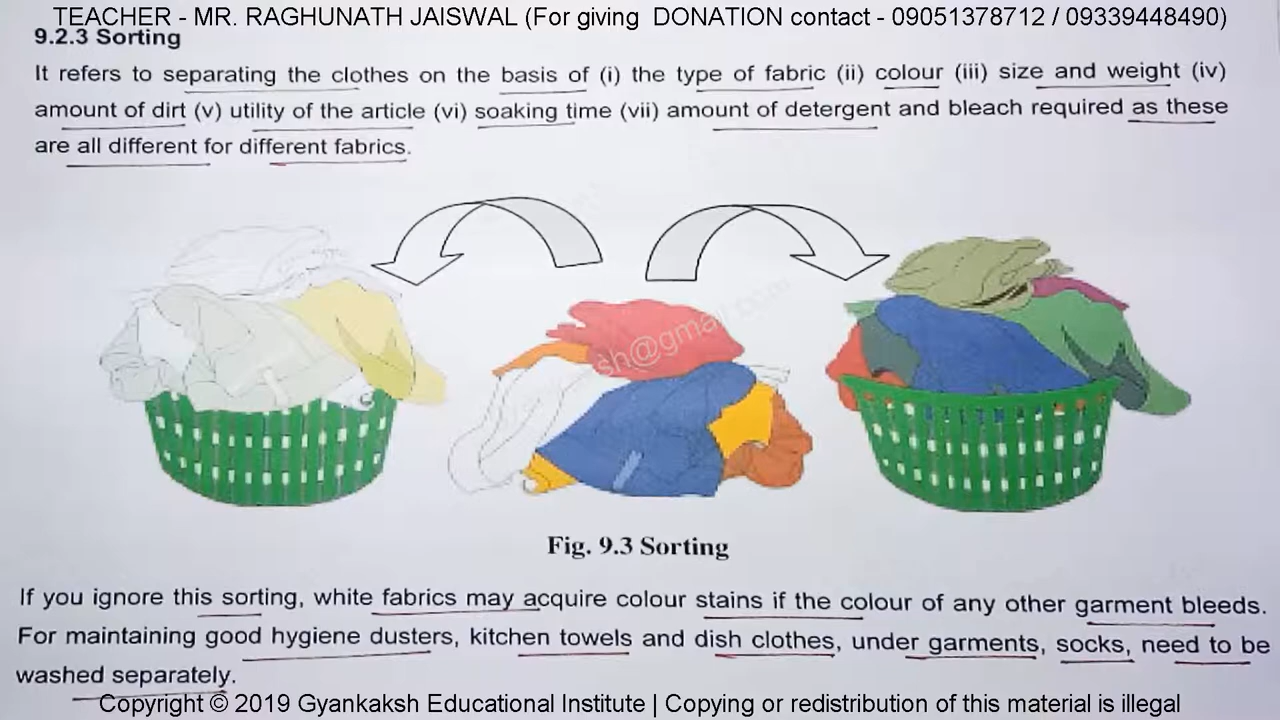 TEACHER - MR. RAGHUNATH JAISWAL (For giving DONATION contact - 09051378712 / 09339448490)
9.2.3 Sorting
It refers to separating the clothes on the basis of (i) the type of fabric (ii) colour (iii) size and weight (iv)
amount of dirt (v) utility of the article (vi) soaking time (vii) amount of detergent and bleach required as these
are all different for different fabrics.
sh@gmail.com
Fig. 9.3 Sorting
If you ignore this sorting, white fabrics may acquire colour stains if the colour of any other garment bleeds.
For maintaining good hygiene dusters, kitchen towels and dish clothes, under garments, socks, need to be
washed separately.
Copyright © 2019 Gyankaksh Educational Institute | Copying or redistribution of this material is illegal